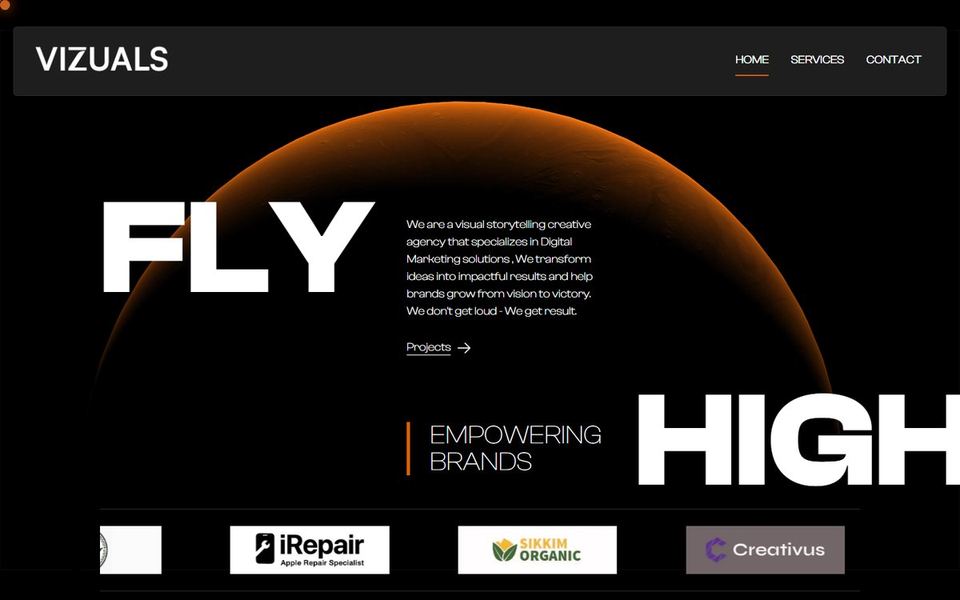 VIZUALS
HOME
SERVICES
CONTACT
FLY
We are a visual storytelling creative
agency that specializes in Digital
Marketing solutions , We transform
ideas into impactful results and help
brands grow from vision to victory.
We don't get loud - We get result.
Projects
EMPOWERING
BRANDS
HIGH
iRepair
Apple Repair Specialist
SIKKIM
ORGANIC
Creativus